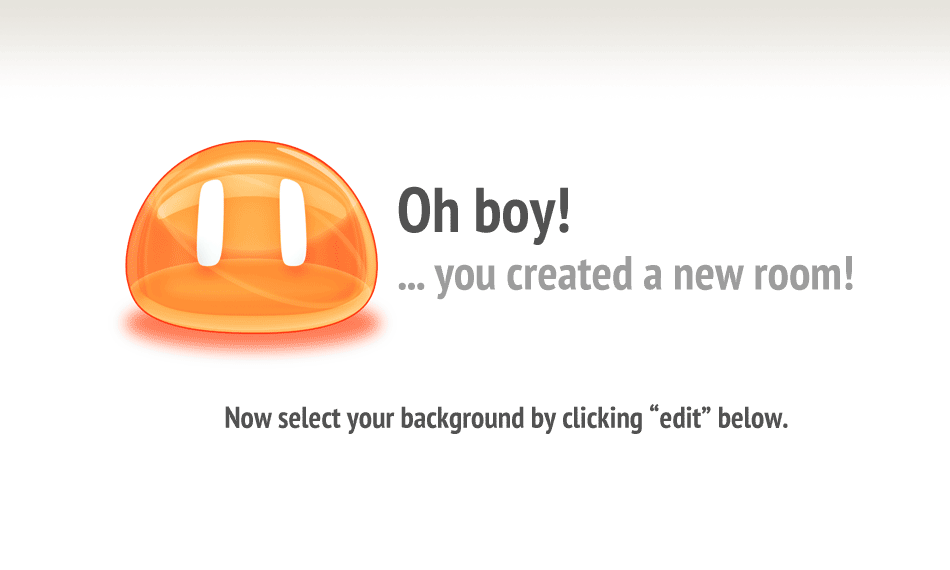 Oh boy!
... you created a new room!
Now select your background by clicking “edit” below.